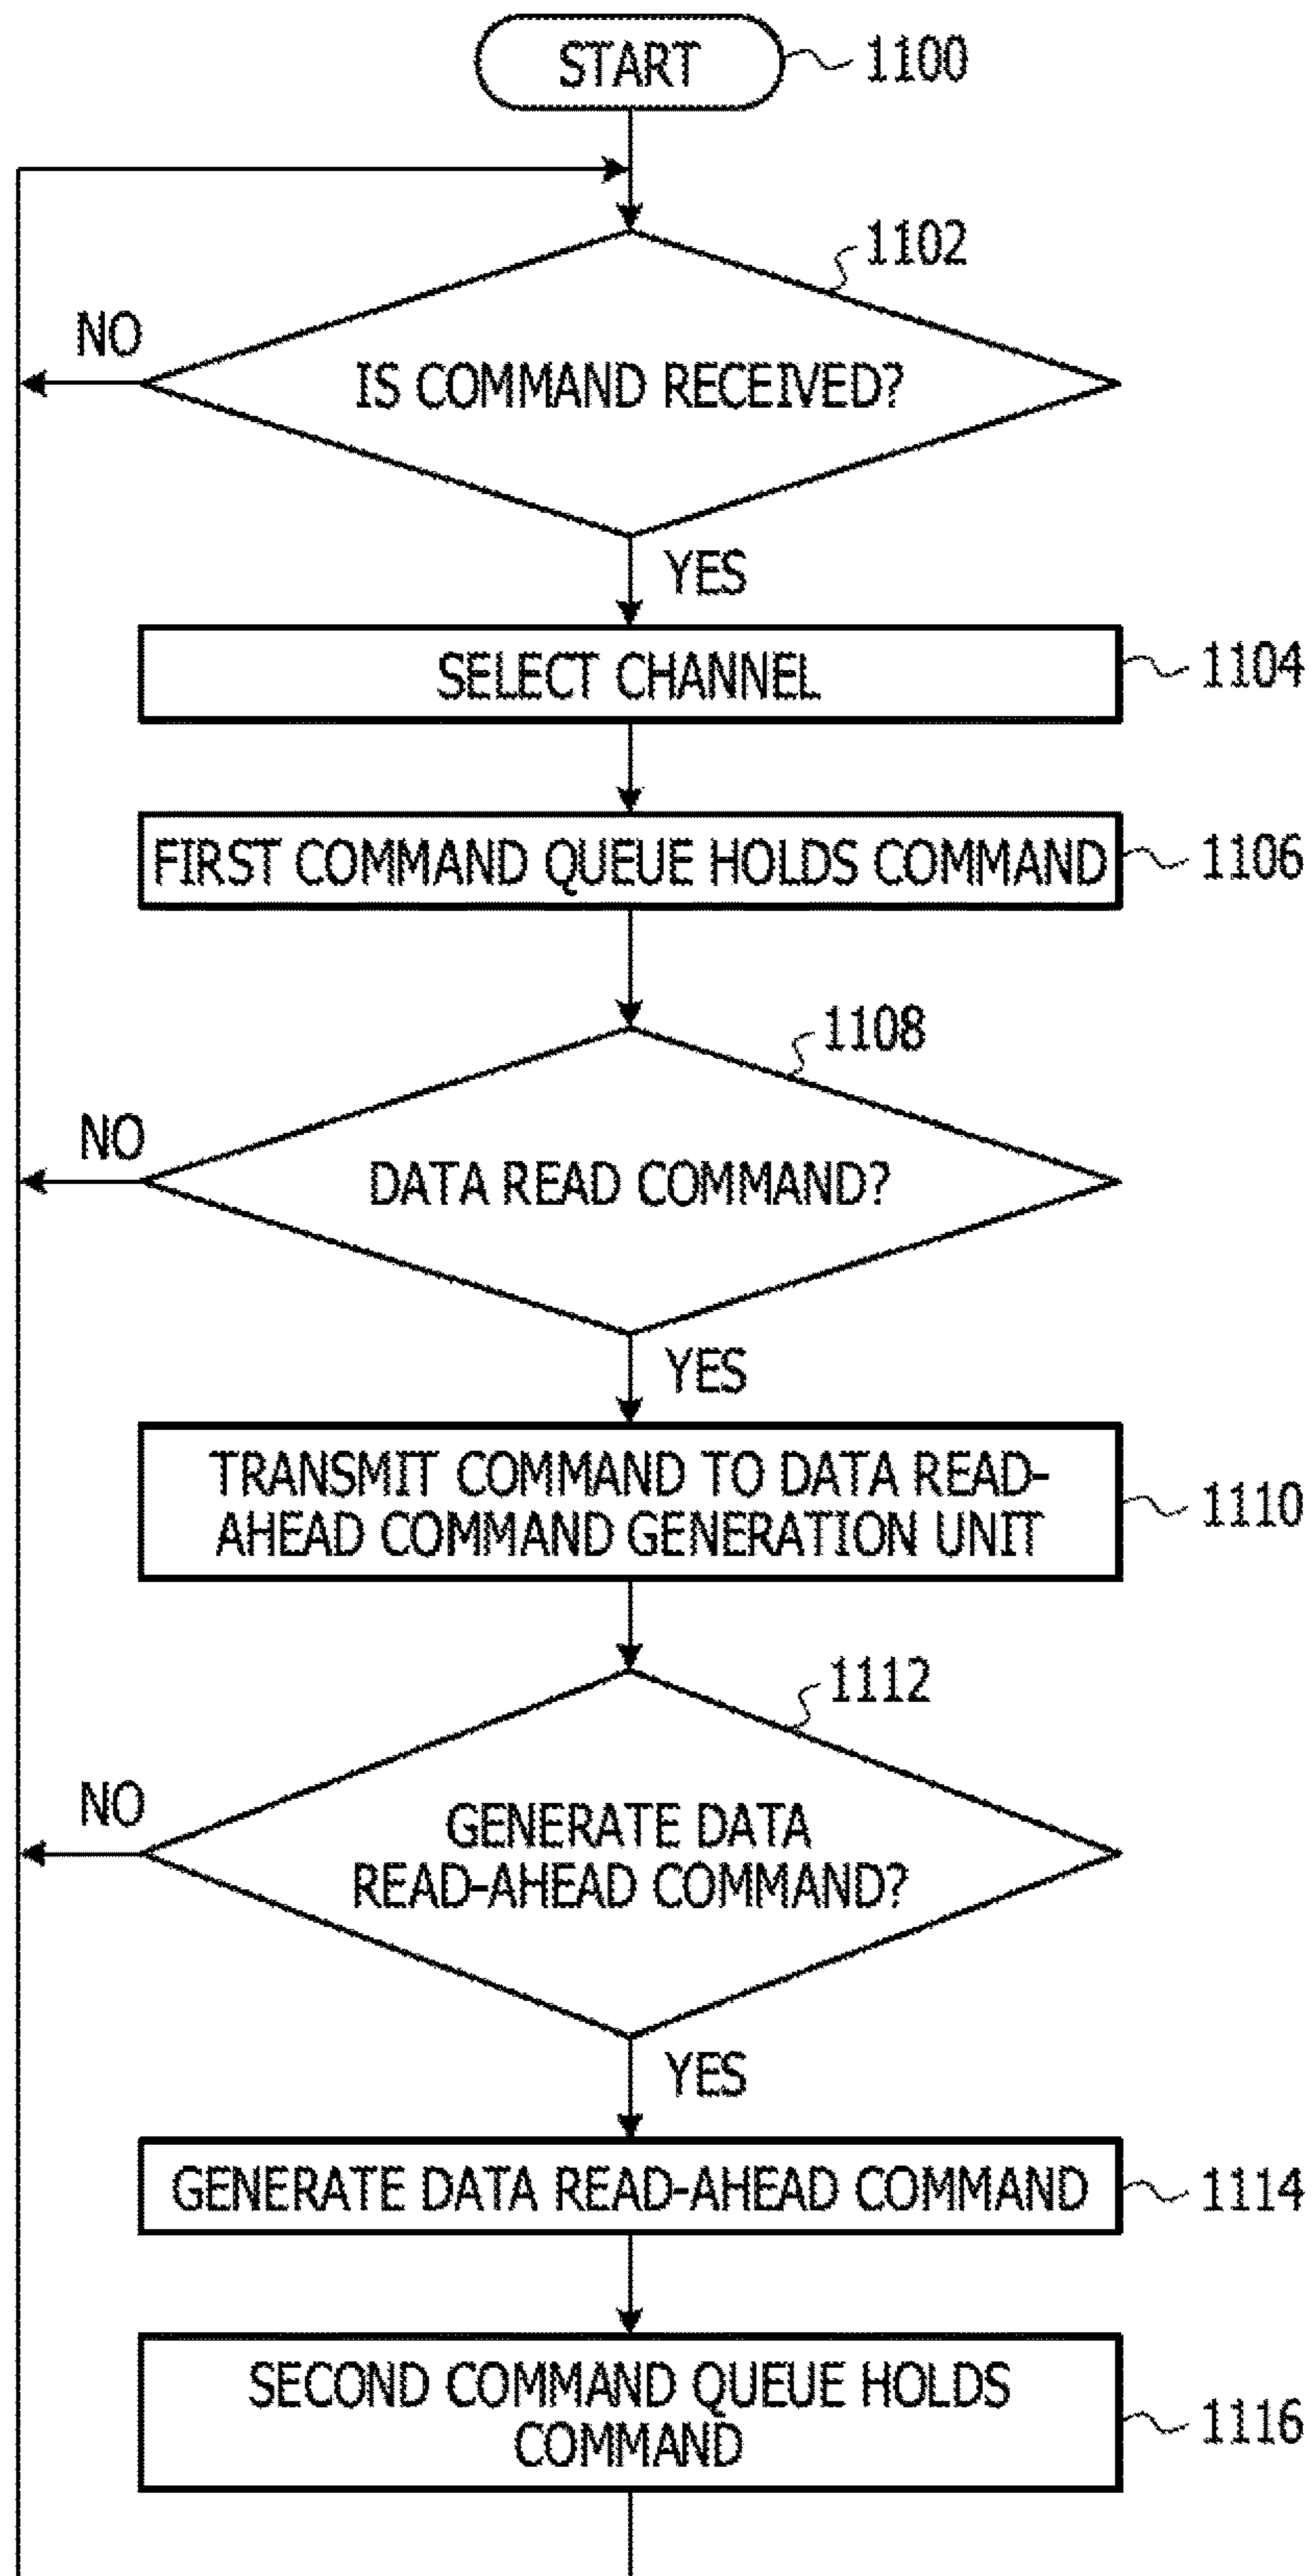 START
1100
1102
NO
IS COMMAND RECEIVED?
YES
SELECT CHANNEL
1104
FIRST COMMAND QUEUE HOLDS COMMAND
1106
1108
NO
DATA READ COMMAND?
YES
TRANSMIT COMMAND TO DATA READ-
AHEAD COMMAND GENERATION UNIT
1110
1112
NO
GENERATE DATA
READ-AHEAD COMMAND?
YES
GENERATE DATA READ-AHEAD COMMAND
1114
SECOND COMMAND QUEUE HOLDS
COMMAND
1116